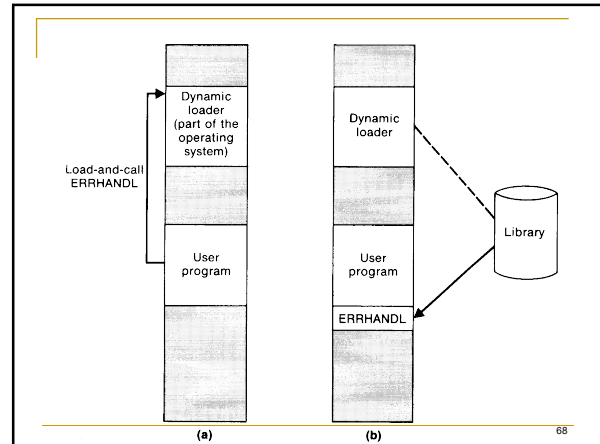 Dynamic
loader
(part of the
operating
system)
Load-and-call
ERRHANDL
User
program
(a)
Dynamic
loader
Library
User
program
ERRHANDL
(b)
68